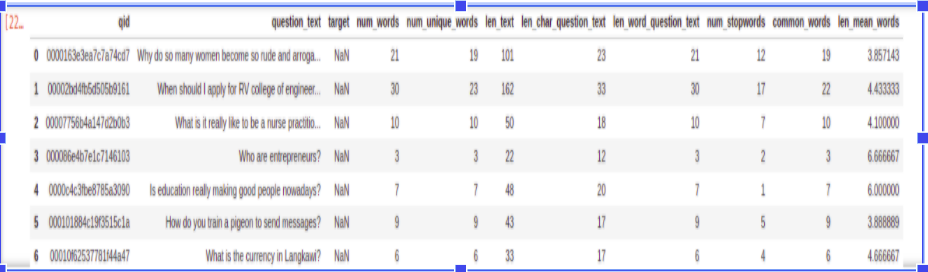 [22...
qid question_text target num_words num_unique_words len_text len_char_question_text len_word_question_text num_stopwords common_words len_mean_words
0 0000163e3ea7c7a74cd7 Why do so many women become so rude and arroga... NaN 21 19 101 23 21 12 19 3.857143
1 00002bd4fb5d505b9161 When should I apply for RV college of engineer... NaN 30 23 162 33 30 17 22 4.433333
2 00007756b4a147d2b0b3 What is it really like to be a nurse practitio... NaN 10 10 50 18 10 7 10 4.100000
3 000086e4b7e1c7146103 Who are entrepreneurs? NaN 3 3 22 12 3 2 3 6.666667
4 0000c4c3fbe8785a3090 Is education really making good people nowadays? NaN 7 7 48 20 7 1 7 6.000000
5 000101884c19f3515c1a How do you train a pigeon to send messages? NaN 9 9 43 17 9 5 9 3.888889
6 00010f62537781f44a47 What is the currency in Langkawi? NaN 6 6 33 17 6 4 6 4.666667